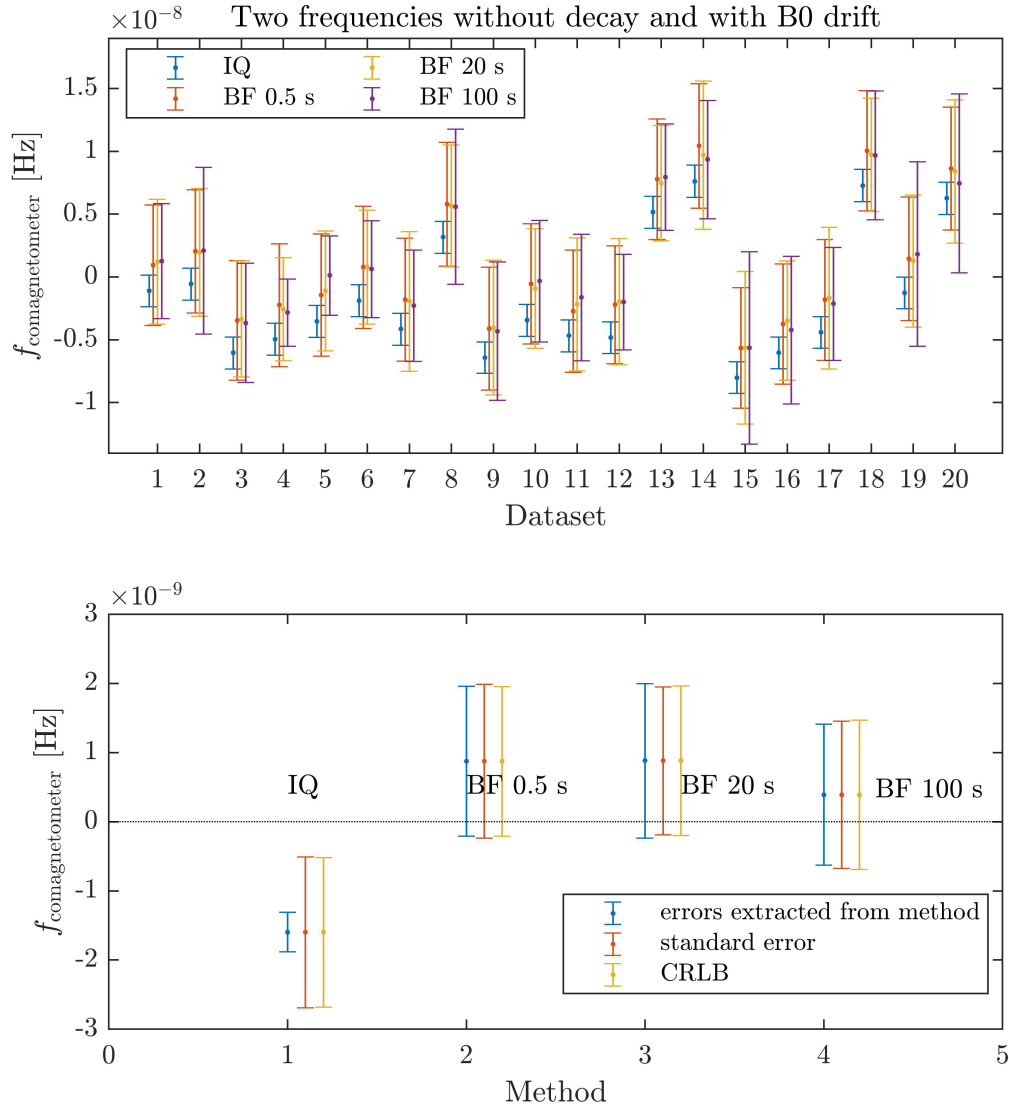 ×10⁻⁸
Two frequencies without decay and with B0 drift
IQ
BF 20 s
BF 0.5 s
BF 100 s
1.5
1
0.5
0
-0.5
-1
f comagnetometer [Hz]
1 2 3 4 5 6 7 8 9 10 11 12 13 14 15 16 17 18 19 20
Dataset
×10⁻⁹
3
2
1
0
-1
-2
-3
f comagnetometer [Hz]
IQ
BF 0.5 s
BF 20 s
BF 100 s
errors extracted from method
standard error
CRLB
0 1 2 3 4 5
Method